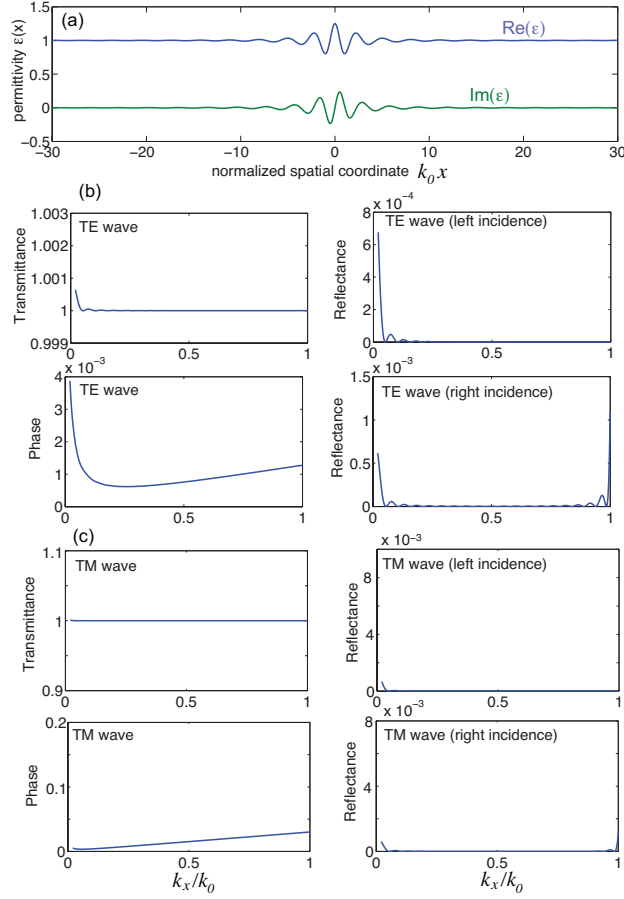 (a)
permittivity ε(x)
1.5
1
0.5
0
−0.5
Re(ε)
Im(ε)
−30 −20 −10 0 10 20 30
normalized spatial coordinate k₀x
(b)
Transmittance
1.003
1.002
1.001
1
0.999
TE wave
0 0.5 1
Reflectance
x 10⁻⁴
8
6
4
2
0
TE wave (left incidence)
0 0.5 1
Phase
x 10⁻³
4
3
2
1
0
TE wave
0 0.5 1
Reflectance
x 10⁻³
1.5
1
0.5
0
TE wave (right incidence)
0 0.5 1
(c)
Transmittance
1.1
1
0.9
TM wave
0 0.5 1
Reflectance
x 10⁻³
8
4
0
TM wave (left incidence)
0 0.5 1
Phase
0.2
0.1
0
TM wave
0 0.5 1
kₓ/k₀
Reflectance
x 10⁻³
8
4
0
TM wave (right incidence)
0 0.5 1
kₓ/k₀